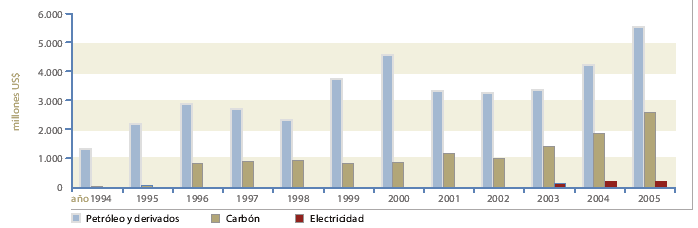 6.000
5.000
4.000
3.000
2.000
1.000
0
millones US$
año 1994 1995 1996 1997 1998 1999 2000 2001 2002 2003 2004 2005
Petróleo y derivados Carbón Electricidad